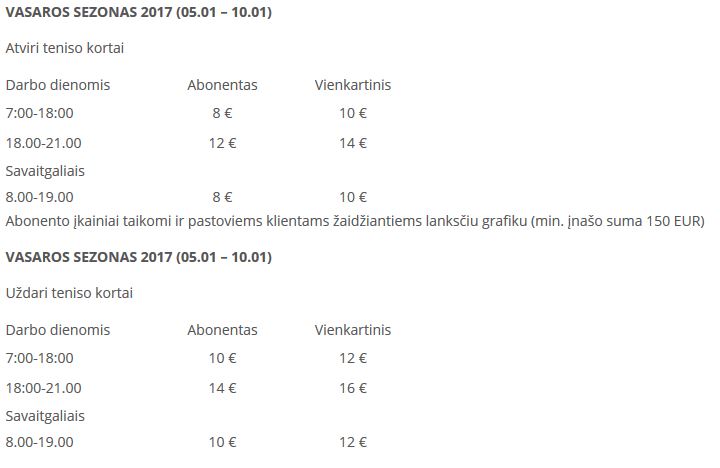 VASAROS SEZONAS 2017 (05.01 – 10.01)
Atviri teniso kortai
Darbo dienomis Abonentas Vienkartinis
7:00-18:00 8 € 10 €
18.00-21.00 12 € 14 €
Savaitgaliais
8.00-19.00 8 € 10 €
Abonento įkainiai taikomi ir pastoviems klientams žaidžiantiems lanksčiu grafiku (min. įnašo suma 150 EUR)
VASAROS SEZONAS 2017 (05.01 – 10.01)
Uždari teniso kortai
Darbo dienomis Abonentas Vienkartinis
7:00-18:00 10 € 12 €
18:00-21.00 14 € 16 €
Savaitgaliais
8.00-19.00 10 € 12 €